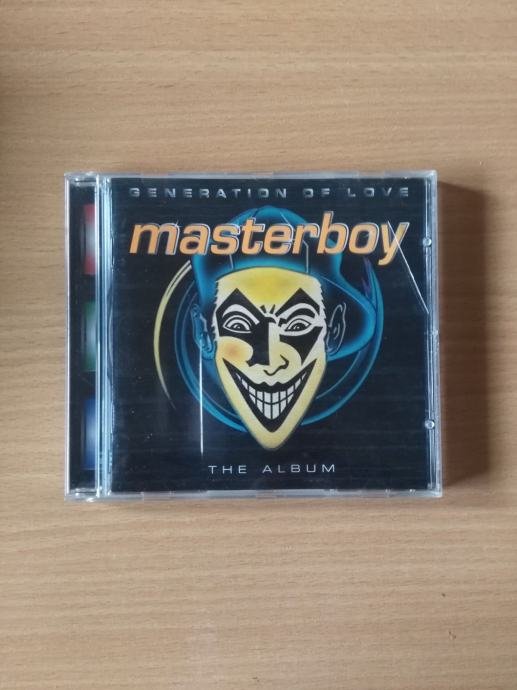 GENERATION OF LOVE
masterboy
THE ALBUM